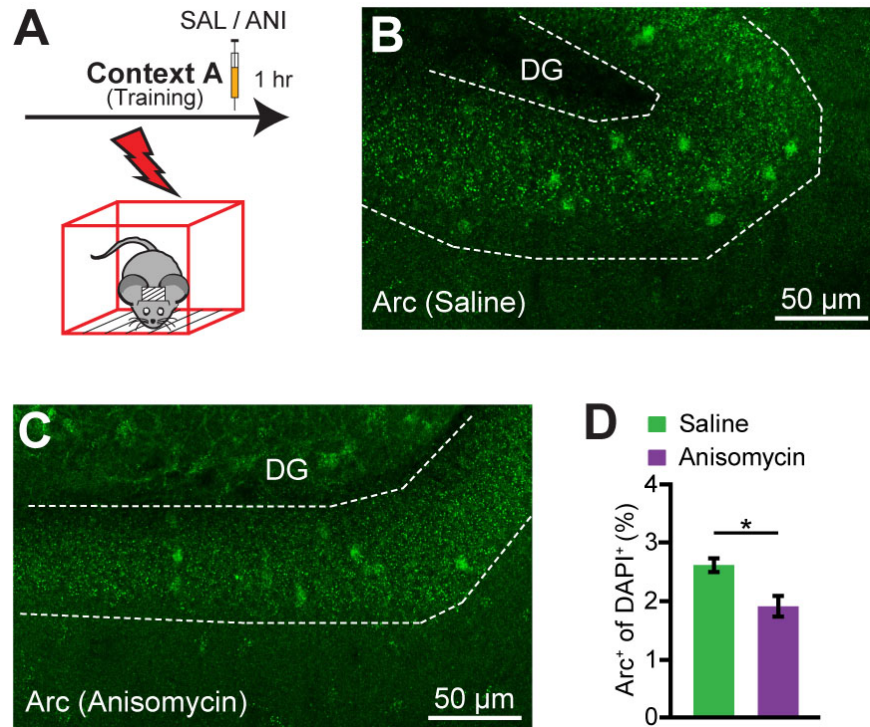 A
SAL / ANI
Context A
(Training)
1 hr
B
DG
Arc (Saline)
50 µm
C
DG
Arc (Anisomycin)
50 µm
D
Saline
Anisomycin
Arc⁺ of DAPI⁺ (%)
4
3
2
1
0
*